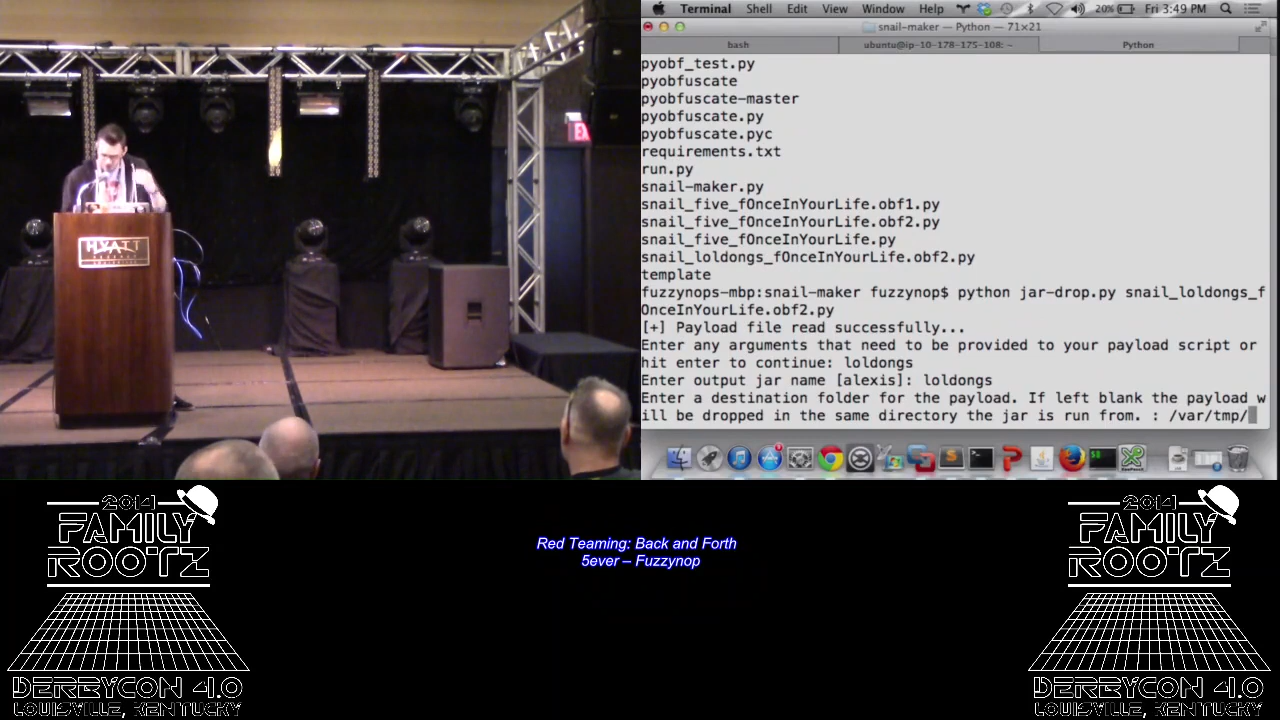 Terminal Shell Edit View Window Help 20% Fri 3:49 PM
snail-maker — Python — 71×21
bash ubuntu@ip-10-178-175-108: ~ Python
pyobf_test.py
pyobfuscate
pyobfuscate-master
pyobfuscate.py
pyobfuscate.pyc
requirements.txt
run.py
snail-maker.py
snail_five_fOnceInYourLife.obf1.py
snail_five_fOnceInYourLife.obf2.py
snail_five_fOnceInYourLife.py
snail_loldongs_fOnceInYourLife.obf2.py
template
fuzzynops-mbp:snail-maker fuzzynop$ python jar-drop.py snail_loldongs_f
OnceInYourLife.obf2.py
[+] Payload file read successfully...
Enter any arguments that need to be provided to your payload script or
hit enter to continue: loldongs
Enter output jar name [alexis]: loldongs
Enter a destination folder for the payload. If left blank the payload w
ill be dropped in the same directory the jar is run from. : /var/tmp/
HYATT
2014
FAMILY
ROOTZ
DERBYCON 4.0
LOUISVILLE, KENTUCKY
Red Teaming: Back and Forth
5ever – Fuzzynop
2014
FAMILY
ROOTZ
DERBYCON 4.0
LOUISVILLE, KENTUCKY